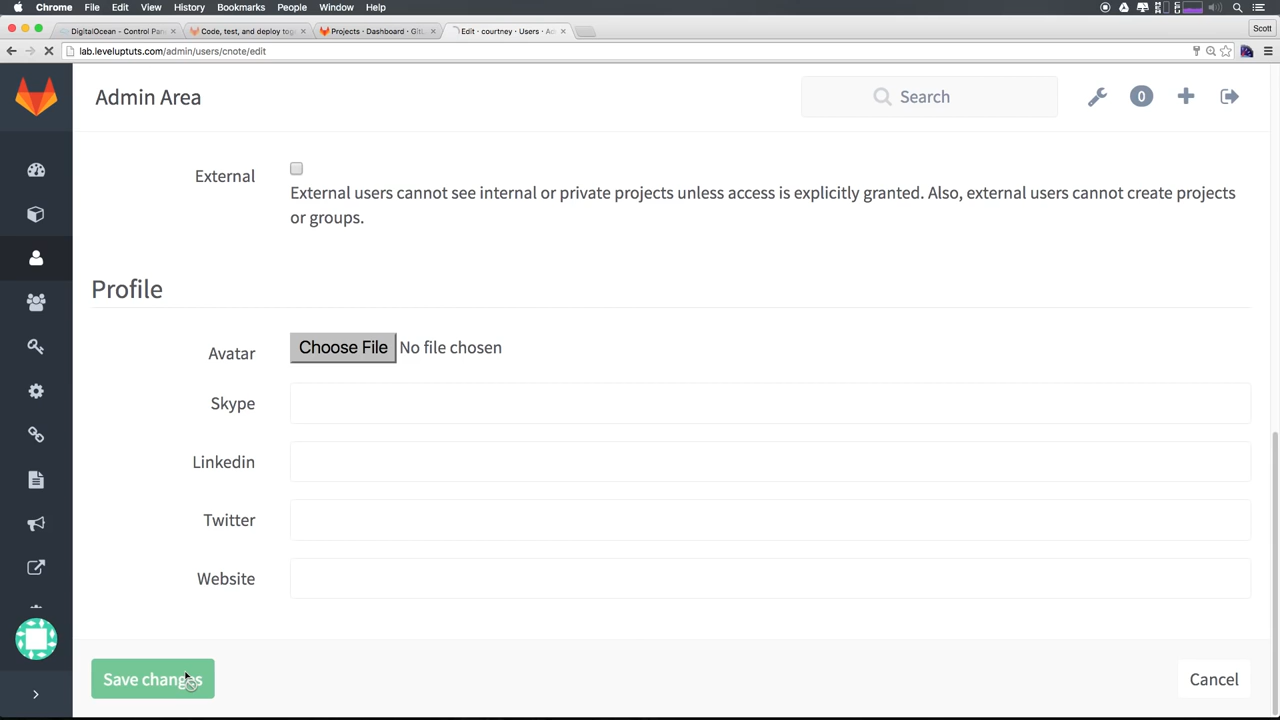 Chrome File Edit View History Bookmarks People Window Help
DigitalOcean - Control Pan
Code, test, and deploy tog
Projects · Dashboard · GitL
Edit · courtney · Users · Ad
Scott
lab.leveluptuts.com/admin/users/cnote/edit
Admin Area
Search
0
External
External users cannot see internal or private projects unless access is explicitly granted. Also, external users cannot create projects
or groups.
Profile
Avatar
Choose File No file chosen
Skype
Linkedin
Twitter
Website
Save changes
Cancel